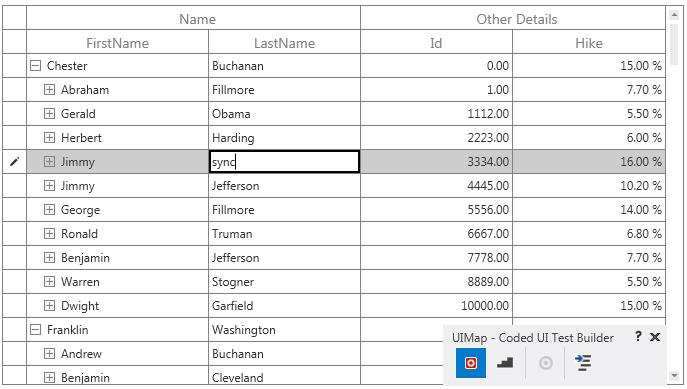 Name Other Details
FirstName LastName Id Hike
Chester Buchanan 0.00 15.00 %
Abraham Fillmore 1.00 7.70 %
Gerald Obama 1112.00 5.50 %
Herbert Harding 2223.00 6.00 %
Jimmy sync 3334.00 16.00 %
Jimmy Jefferson 4445.00 10.20 %
George Fillmore 5556.00 14.00 %
Ronald Truman 6667.00 6.80 %
Benjamin Jefferson 7778.00 7.70 %
Warren Stogner 8889.00 5.50 %
Dwight Garfield 10000.00 15.00 %
Franklin Washington
UIMap - Coded UI Test Builder ?
Andrew Buchanan
Benjamin Cleveland